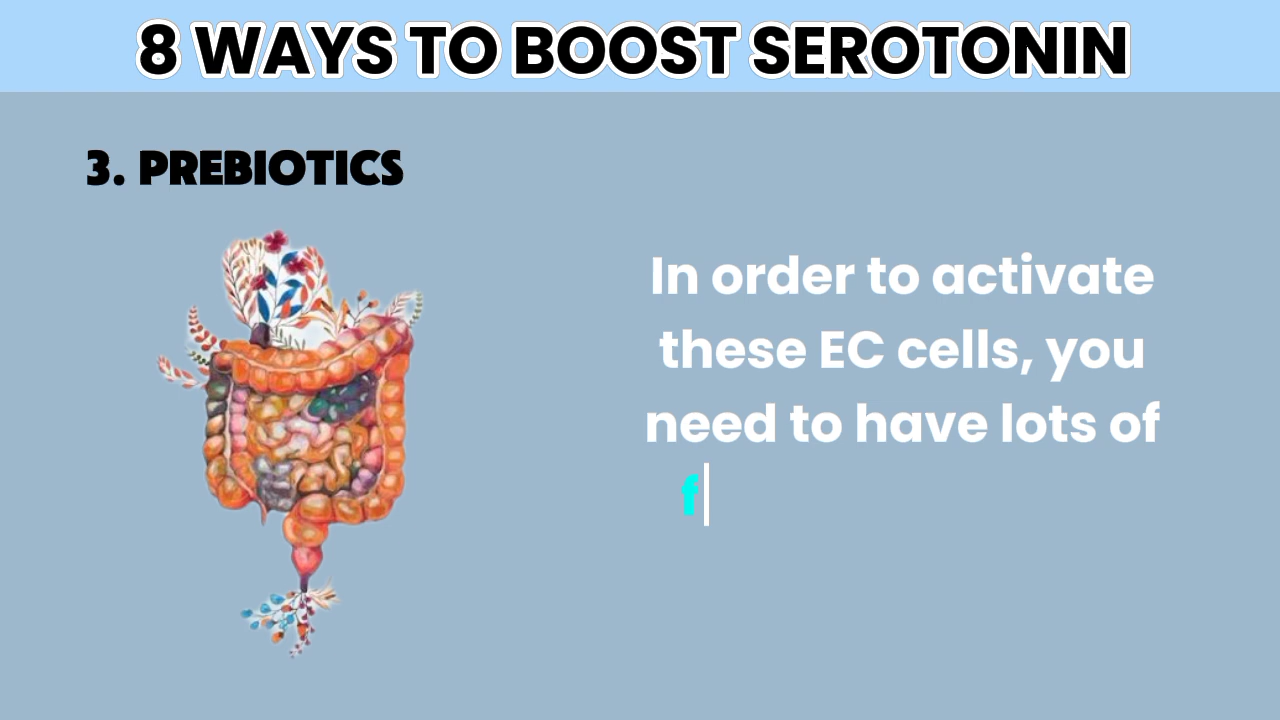 8 WAYS TO BOOST SEROTONIN
3. PREBIOTICS
In order to activate
these EC cells, you
need to have lots of
f